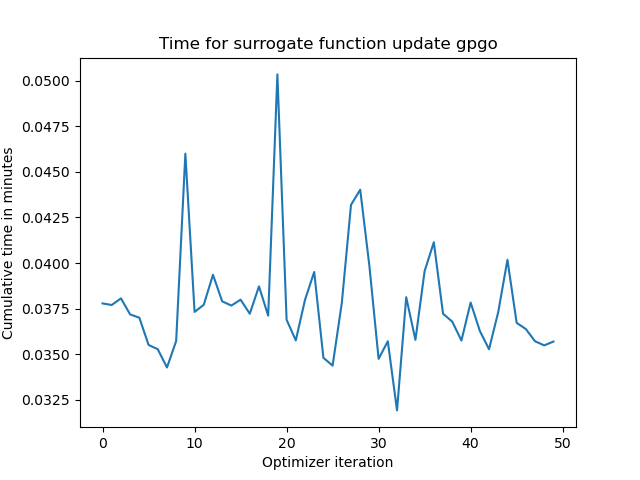 Time for surrogate function update gpgo
Cumulative time in minutes
0.0500
0.0475
0.0450
0.0425
0.0400
0.0375
0.0350
0.0325
0 10 20 30 40 50
Optimizer iteration